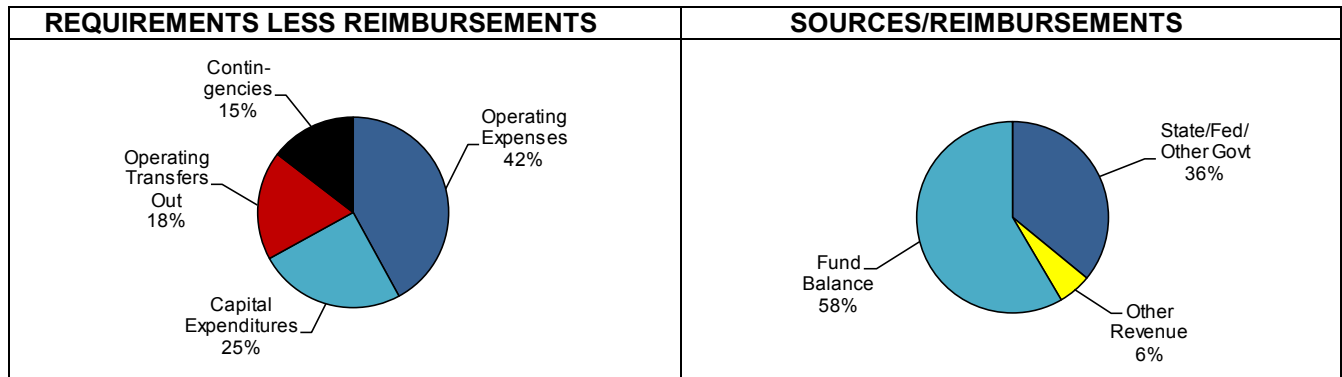 REQUIREMENTS LESS REIMBURSEMENTS
Contin-
gencies
15%
Operating
Expenses
42%
Operating
Transfers
Out
18%
Capital
Expenditures
25%
SOURCES/REIMBURSEMENTS
State/Fed/
Other Govt
36%
Fund
Balance
58%
Other
Revenue
6%